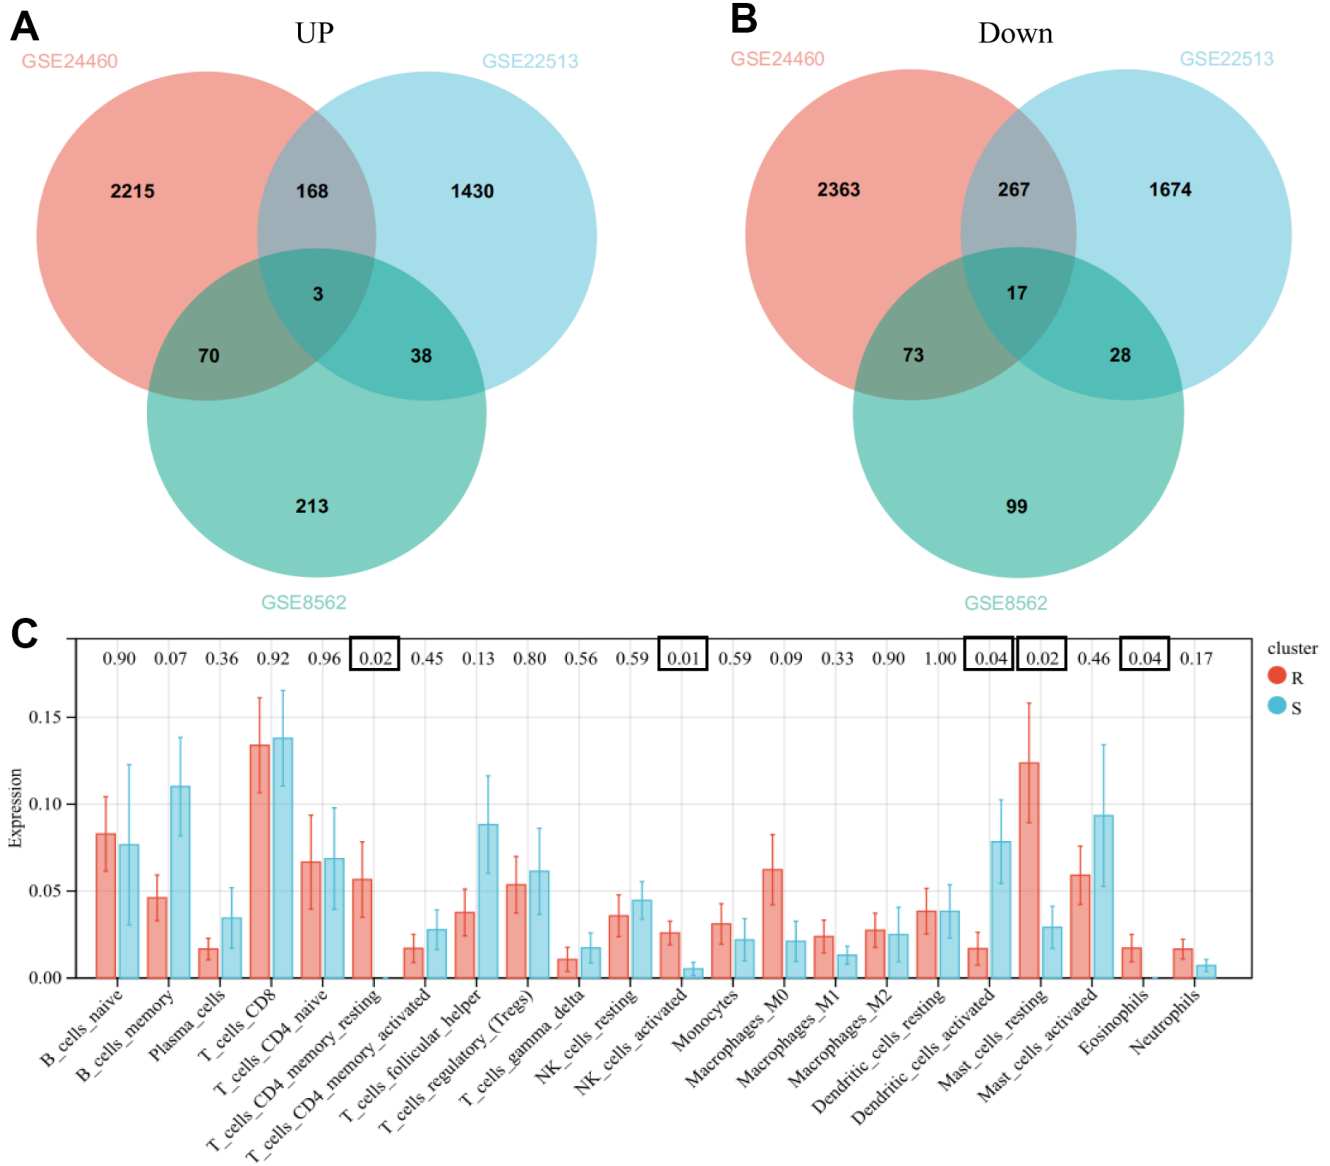 A
UP
GSE24460
GSE22513
2215
168
1430
3
70
38
213
GSE8562
B
Down
GSE24460
GSE22513
2363
267
1674
17
73
28
99
GSE8562
C
0.90 0.07 0.36 0.92 0.96 0.02 0.45 0.13 0.80 0.56 0.59 0.01 0.59 0.09 0.33 0.90 1.00 0.04 0.02 0.46 0.04 0.17
cluster
R
S
Expression
0.15
0.10
0.05
0.00
B_cells_naive
B_cells_memory
Plasma_cells
T_cells_CD8
T_cells_CD4_naive
T_cells_CD4_memory_resting
T_cells_CD4_memory_activated
T_cells_follicular_helper
T_cells_regulatory_(Tregs)
T_cells_gamma_delta
NK_cells_resting
NK_cells_activated
Monocytes
Macrophages_M0
Macrophages_M1
Macrophages_M2
Dendritic_cells_resting
Dendritic_cells_activated
Mast_cells_resting
Mast_cells_activated
Eosinophils
Neutrophils